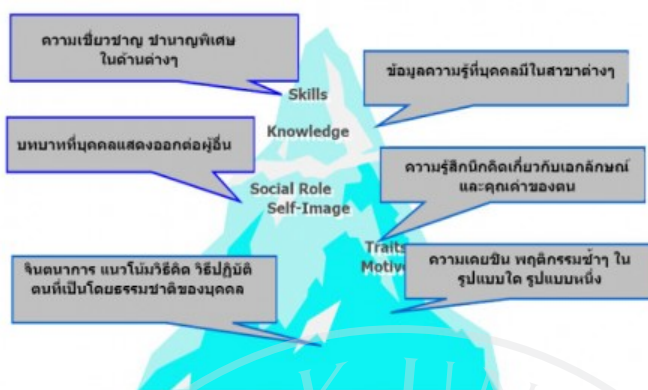 ความเชี่ยวชาญ ชำนาญพิเศษ
ในด้านต่างๆ
ข้อมูลความรู้ที่บุคคลมีในสาขาต่างๆ
Skills
Knowledge
บทบาทที่บุคคลแสดงออกต่อผู้อื่น
ความรู้สึกนึกคิดเกี่ยวกับเอกลักษณ์
และคุณค่าของตน
Social Role
Self-Image
Traits
Motive
จินตนาการ แนวโน้มวิธีคิด วิธีปฏิบัติ
ตนที่เป็นโดยธรรมชาติของบุคคล
ความเคยชิน พฤติกรรมซ้ำๆ ใน
รูปแบบใด รูปแบบหนึ่ง